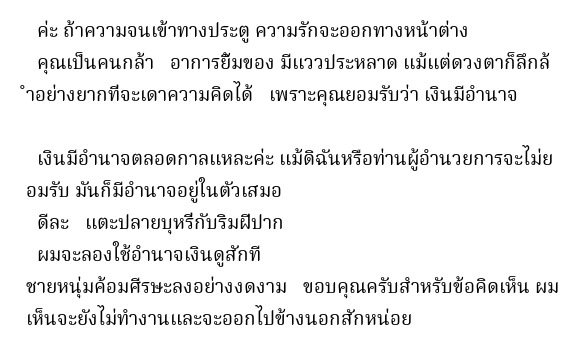 ค่ะ ถ้าความจนเข้าทางประตู ความรักจะออกทางหน้าต่าง
คุณเป็นคนกล้า อาการยิ้มของ มีแววประหลาด แม้แต่ดวงตาก็ลึกล้
ำอย่างยากที่จะเดาความคิดได้ เพราะคุณยอมรับว่า เงินมีอำนาจ

เงินมีอำนาจตลอดกาลแหละค่ะ แม้ดิฉันหรือท่านผู้อำนวยการจะไม่ย
อมรับ มันก็มีอำนาจอยู่ในตัวเสมอ
ดีละ แตะปลายบุหรี่กับริมฝีปาก
ผมจะลองใช้อำนาจเงินดูสักที
ชายหนุ่มค้อมศีรษะลงอย่างงดงาม ขอบคุณครับสำหรับข้อคิดเห็น ผม
เห็นจะยังไม่ทำงานและจะออกไปข้างนอกสักหน่อย